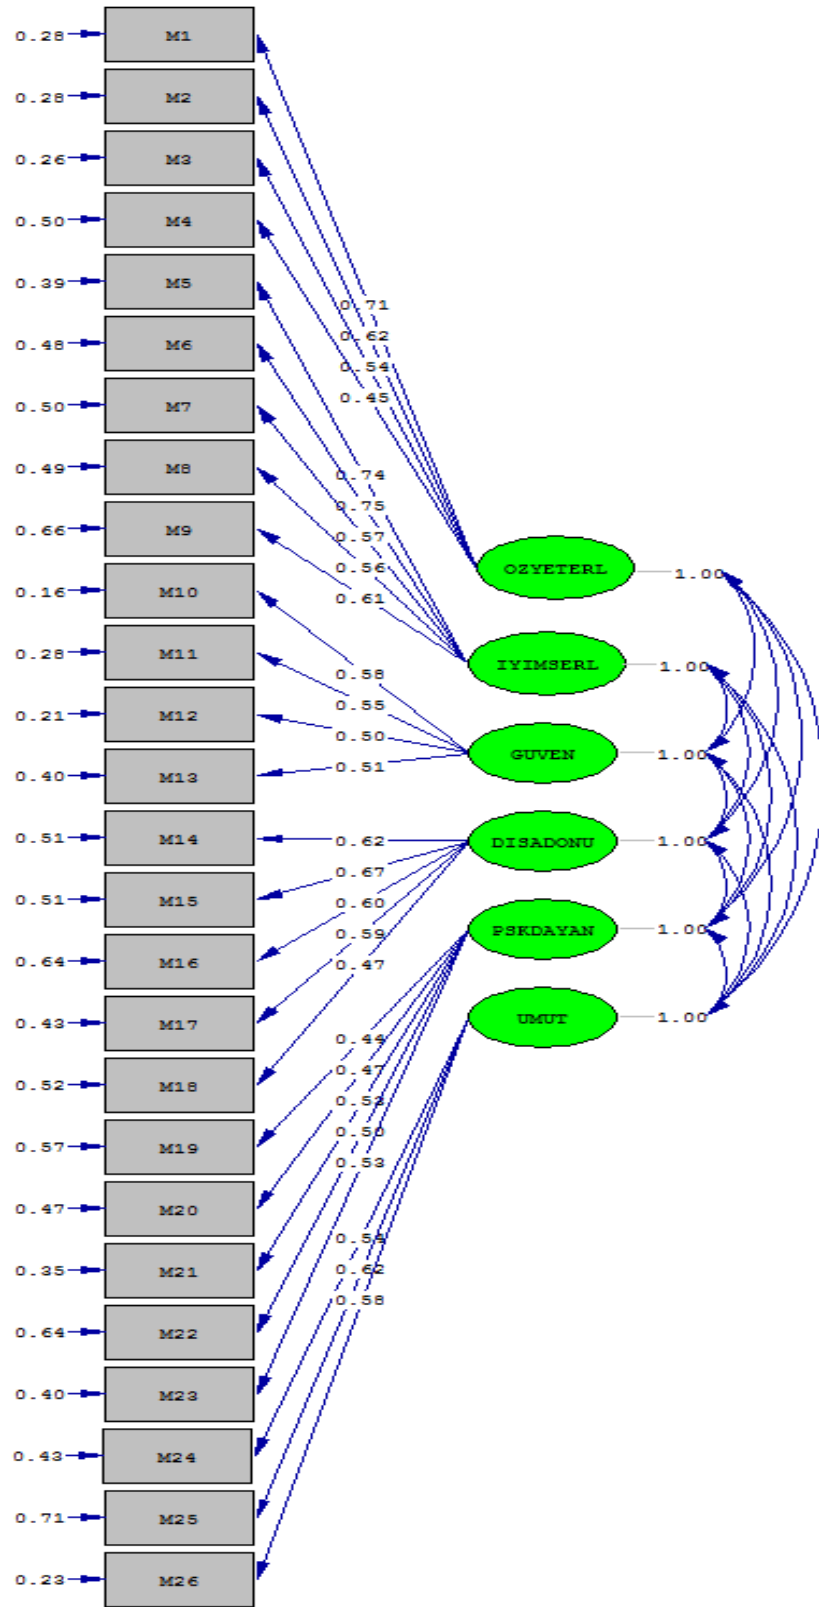 0.28 M1
0.28 M2
0.26 M3
0.50 M4
0.39 M5
0.48 M6
0.50 M7
0.49 M8
0.66 M9
0.16 M10
0.28 M11
0.21 M12
0.40 M13
0.51 M14
0.51 M15
0.64 M16
0.43 M17
0.52 M18
0.57 M19
0.47 M20
0.35 M21
0.64 M22
0.40 M23
0.43 M24
0.71 M25
0.23 M26
0.71
0.62
0.54
0.45
0.74
0.75
0.57
0.56
0.61
0.58
0.55
0.50
0.51
0.62
0.67
0.60
0.59
0.47
0.44
0.47
0.52
0.50
0.53
0.54
0.62
0.58
OZYETERL 1.00
IYIMSERL 1.00
GUVEN 1.00
DISADONU 1.00
PSKDAYAN 1.00
UMUT 1.00